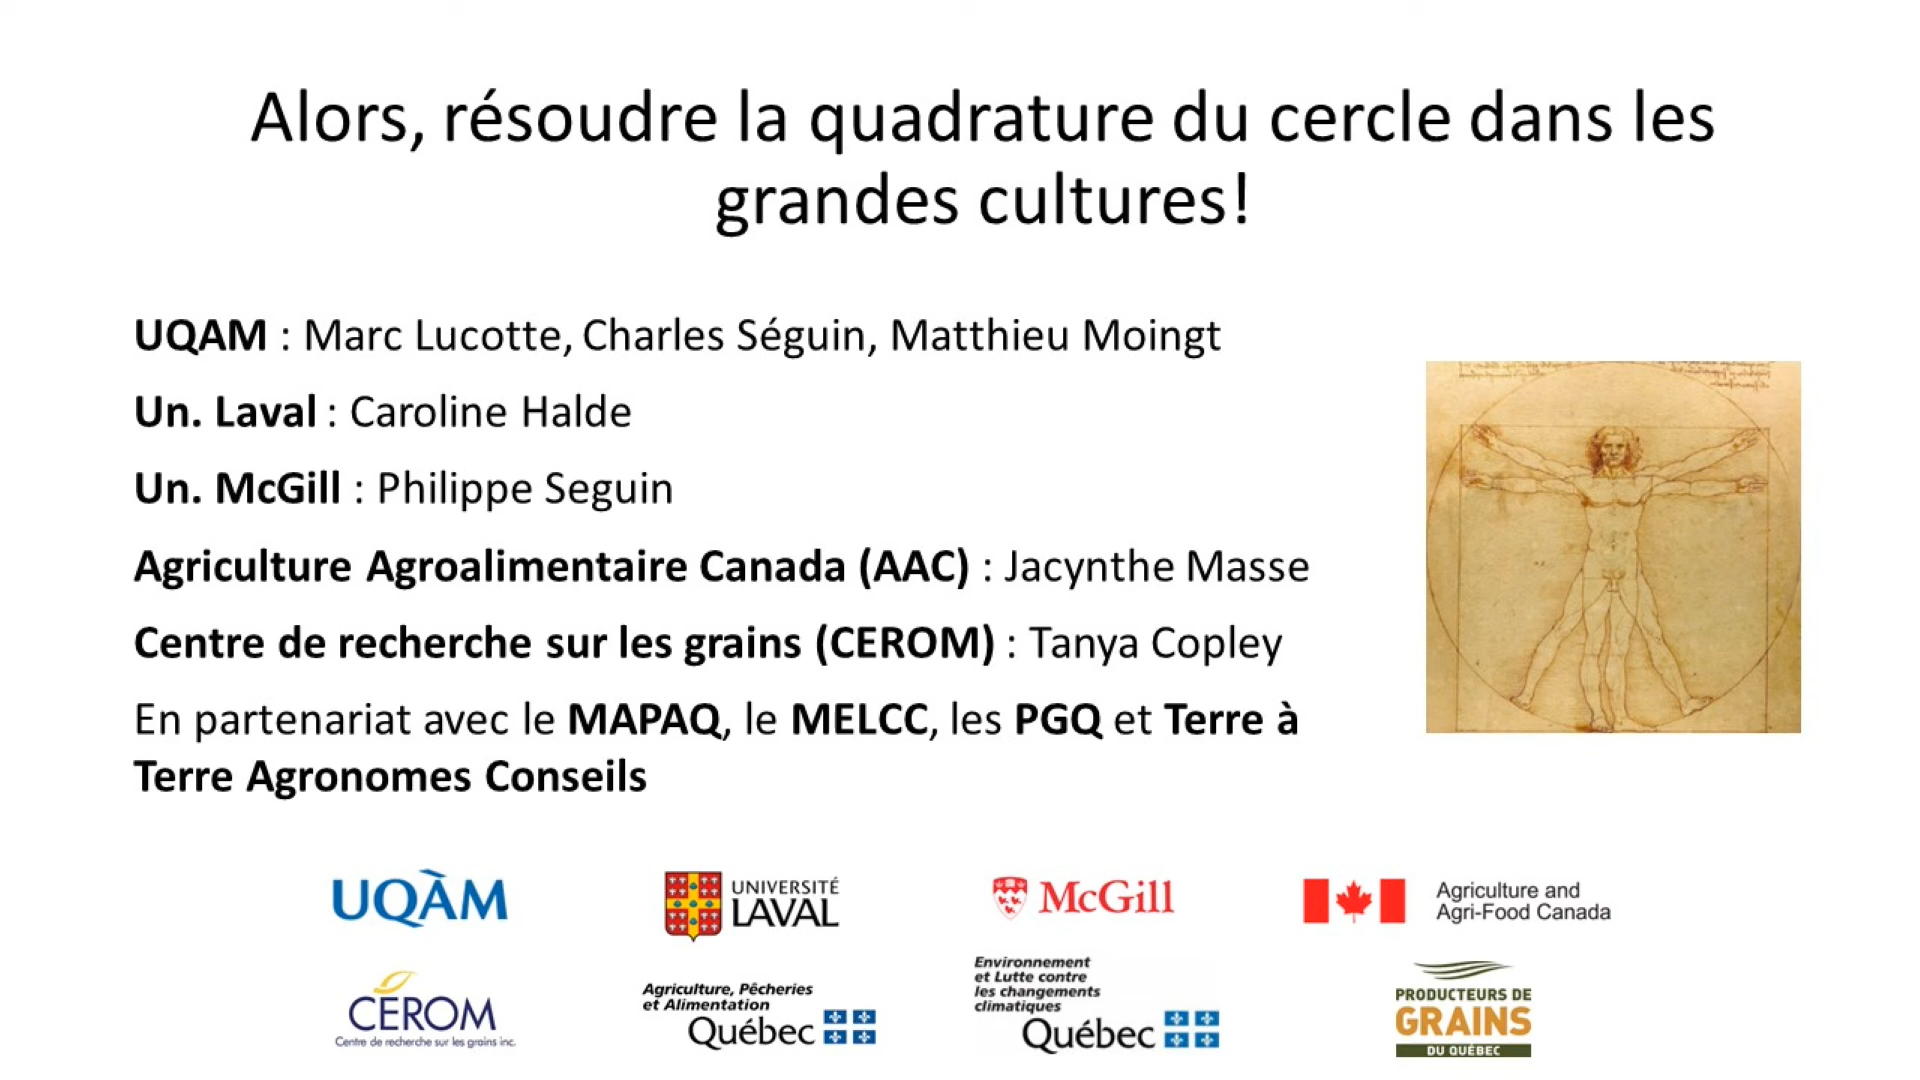 Alors, résoudre la quadrature du cercle dans les
grandes cultures!
UQAM : Marc Lucotte, Charles Séguin, Matthieu Moingt
Un. Laval : Caroline Halde
Un. McGill : Philippe Seguin
Agriculture Agroalimentaire Canada (AAC) : Jacynthe Masse
Centre de recherche sur les grains (CEROM) : Tanya Copley
En partenariat avec le MAPAQ, le MELCC, les PGQ et Terre à
Terre Agronomes Conseils
UQÀM
UNIVERSITÉ
LAVAL
McGill
Agriculture and
Agri-Food Canada
CÉROM
Centre de recherche sur les grains inc.
Agriculture, Pêcheries
et Alimentation
Québec
Environnement
et Lutte contre
les changements
climatiques
Québec
PRODUCTEURS DE
GRAINS
DU QUÉBEC